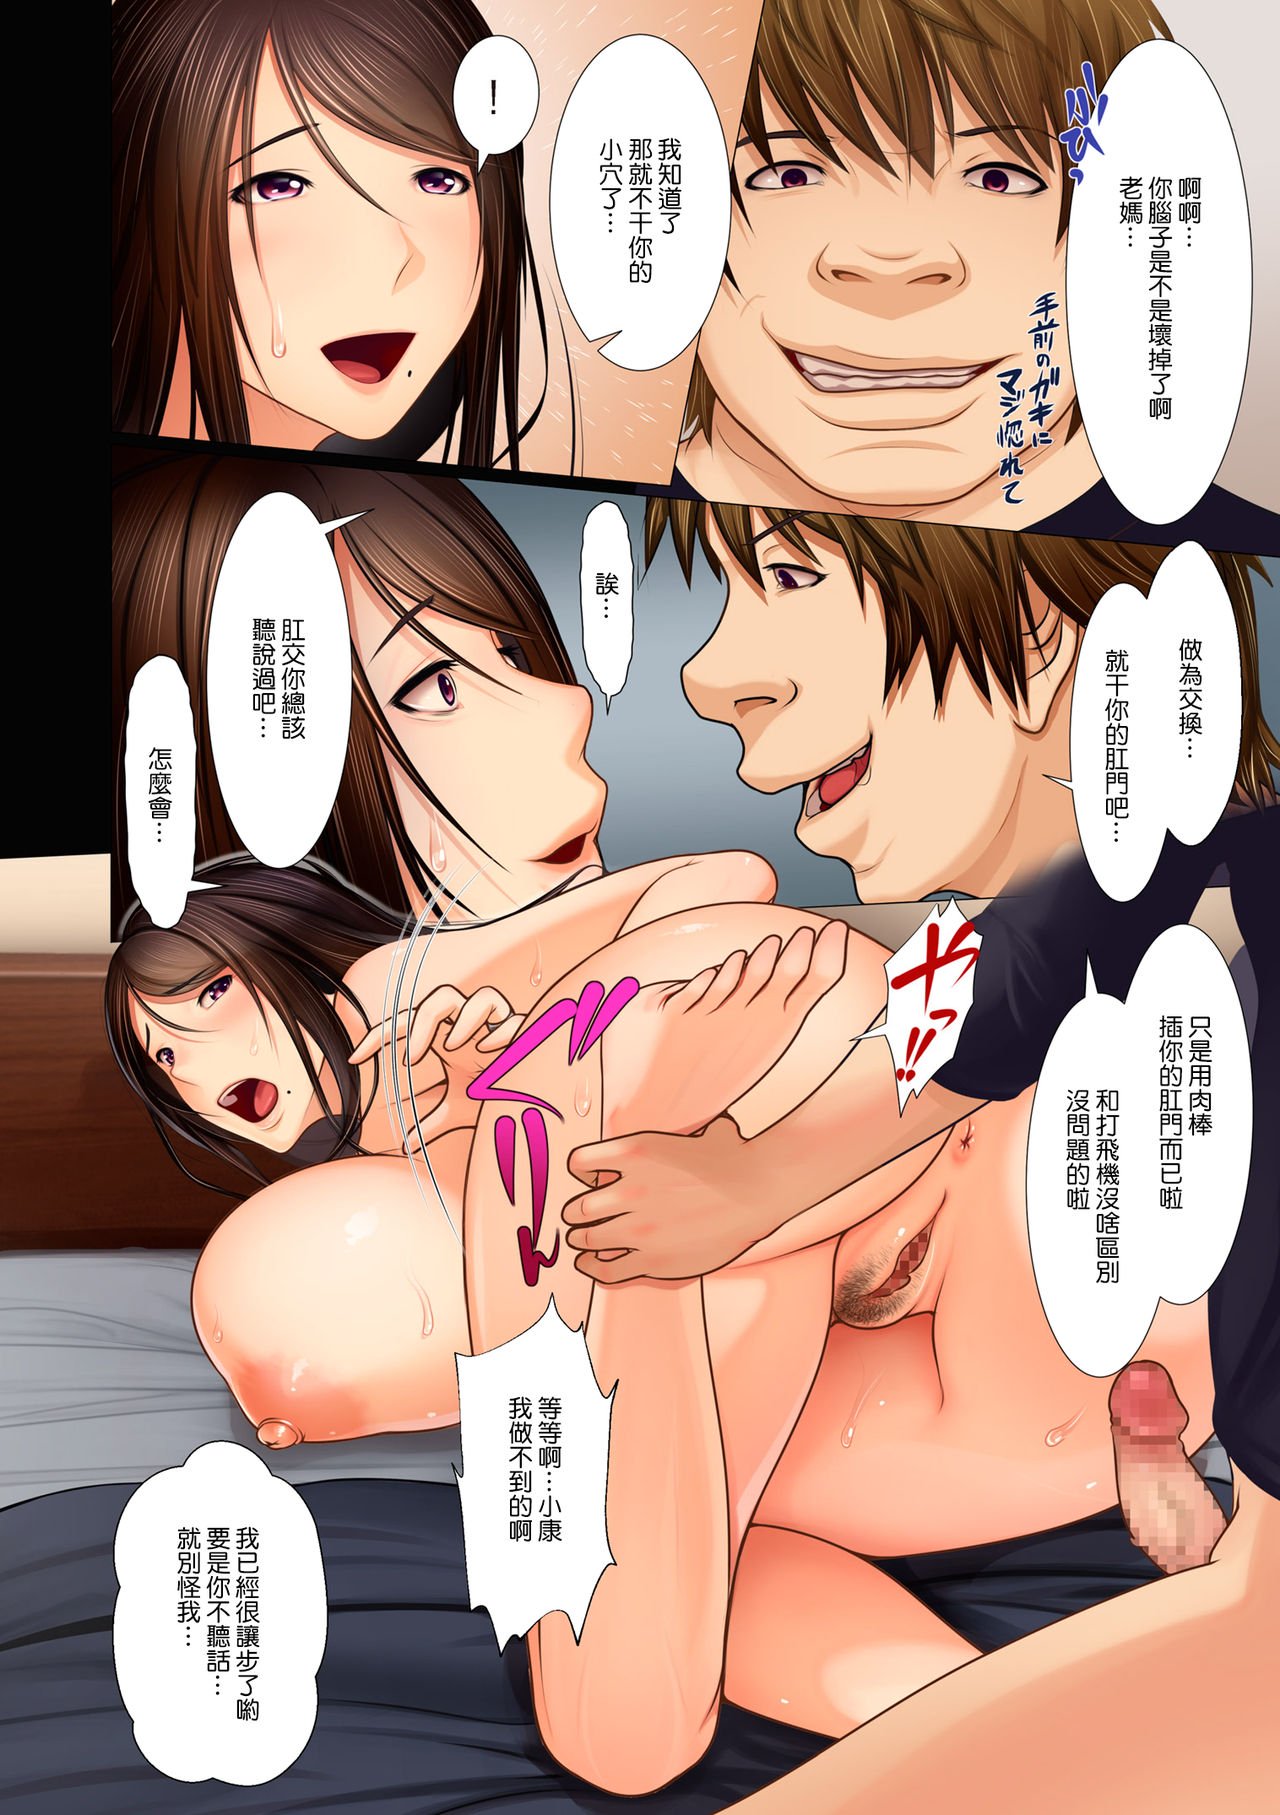 啊啊…
你腦子是不是壞掉了啊
老媽…
手前のガキに
マジ惚れて
我知道了
那就不干你的
小穴了…
！
做為交換…
就干你的肛門吧…
誒…
肛交你總該
聽說過吧…
怎麼會…
やっ!!
只是用肉棒
插你的肛門而已啦
和打飛機沒啥區別
沒問題的啦
等等啊…小康
我做不到的啊
我已經很讓步了喲
要是你不聽話…
就別怪我…